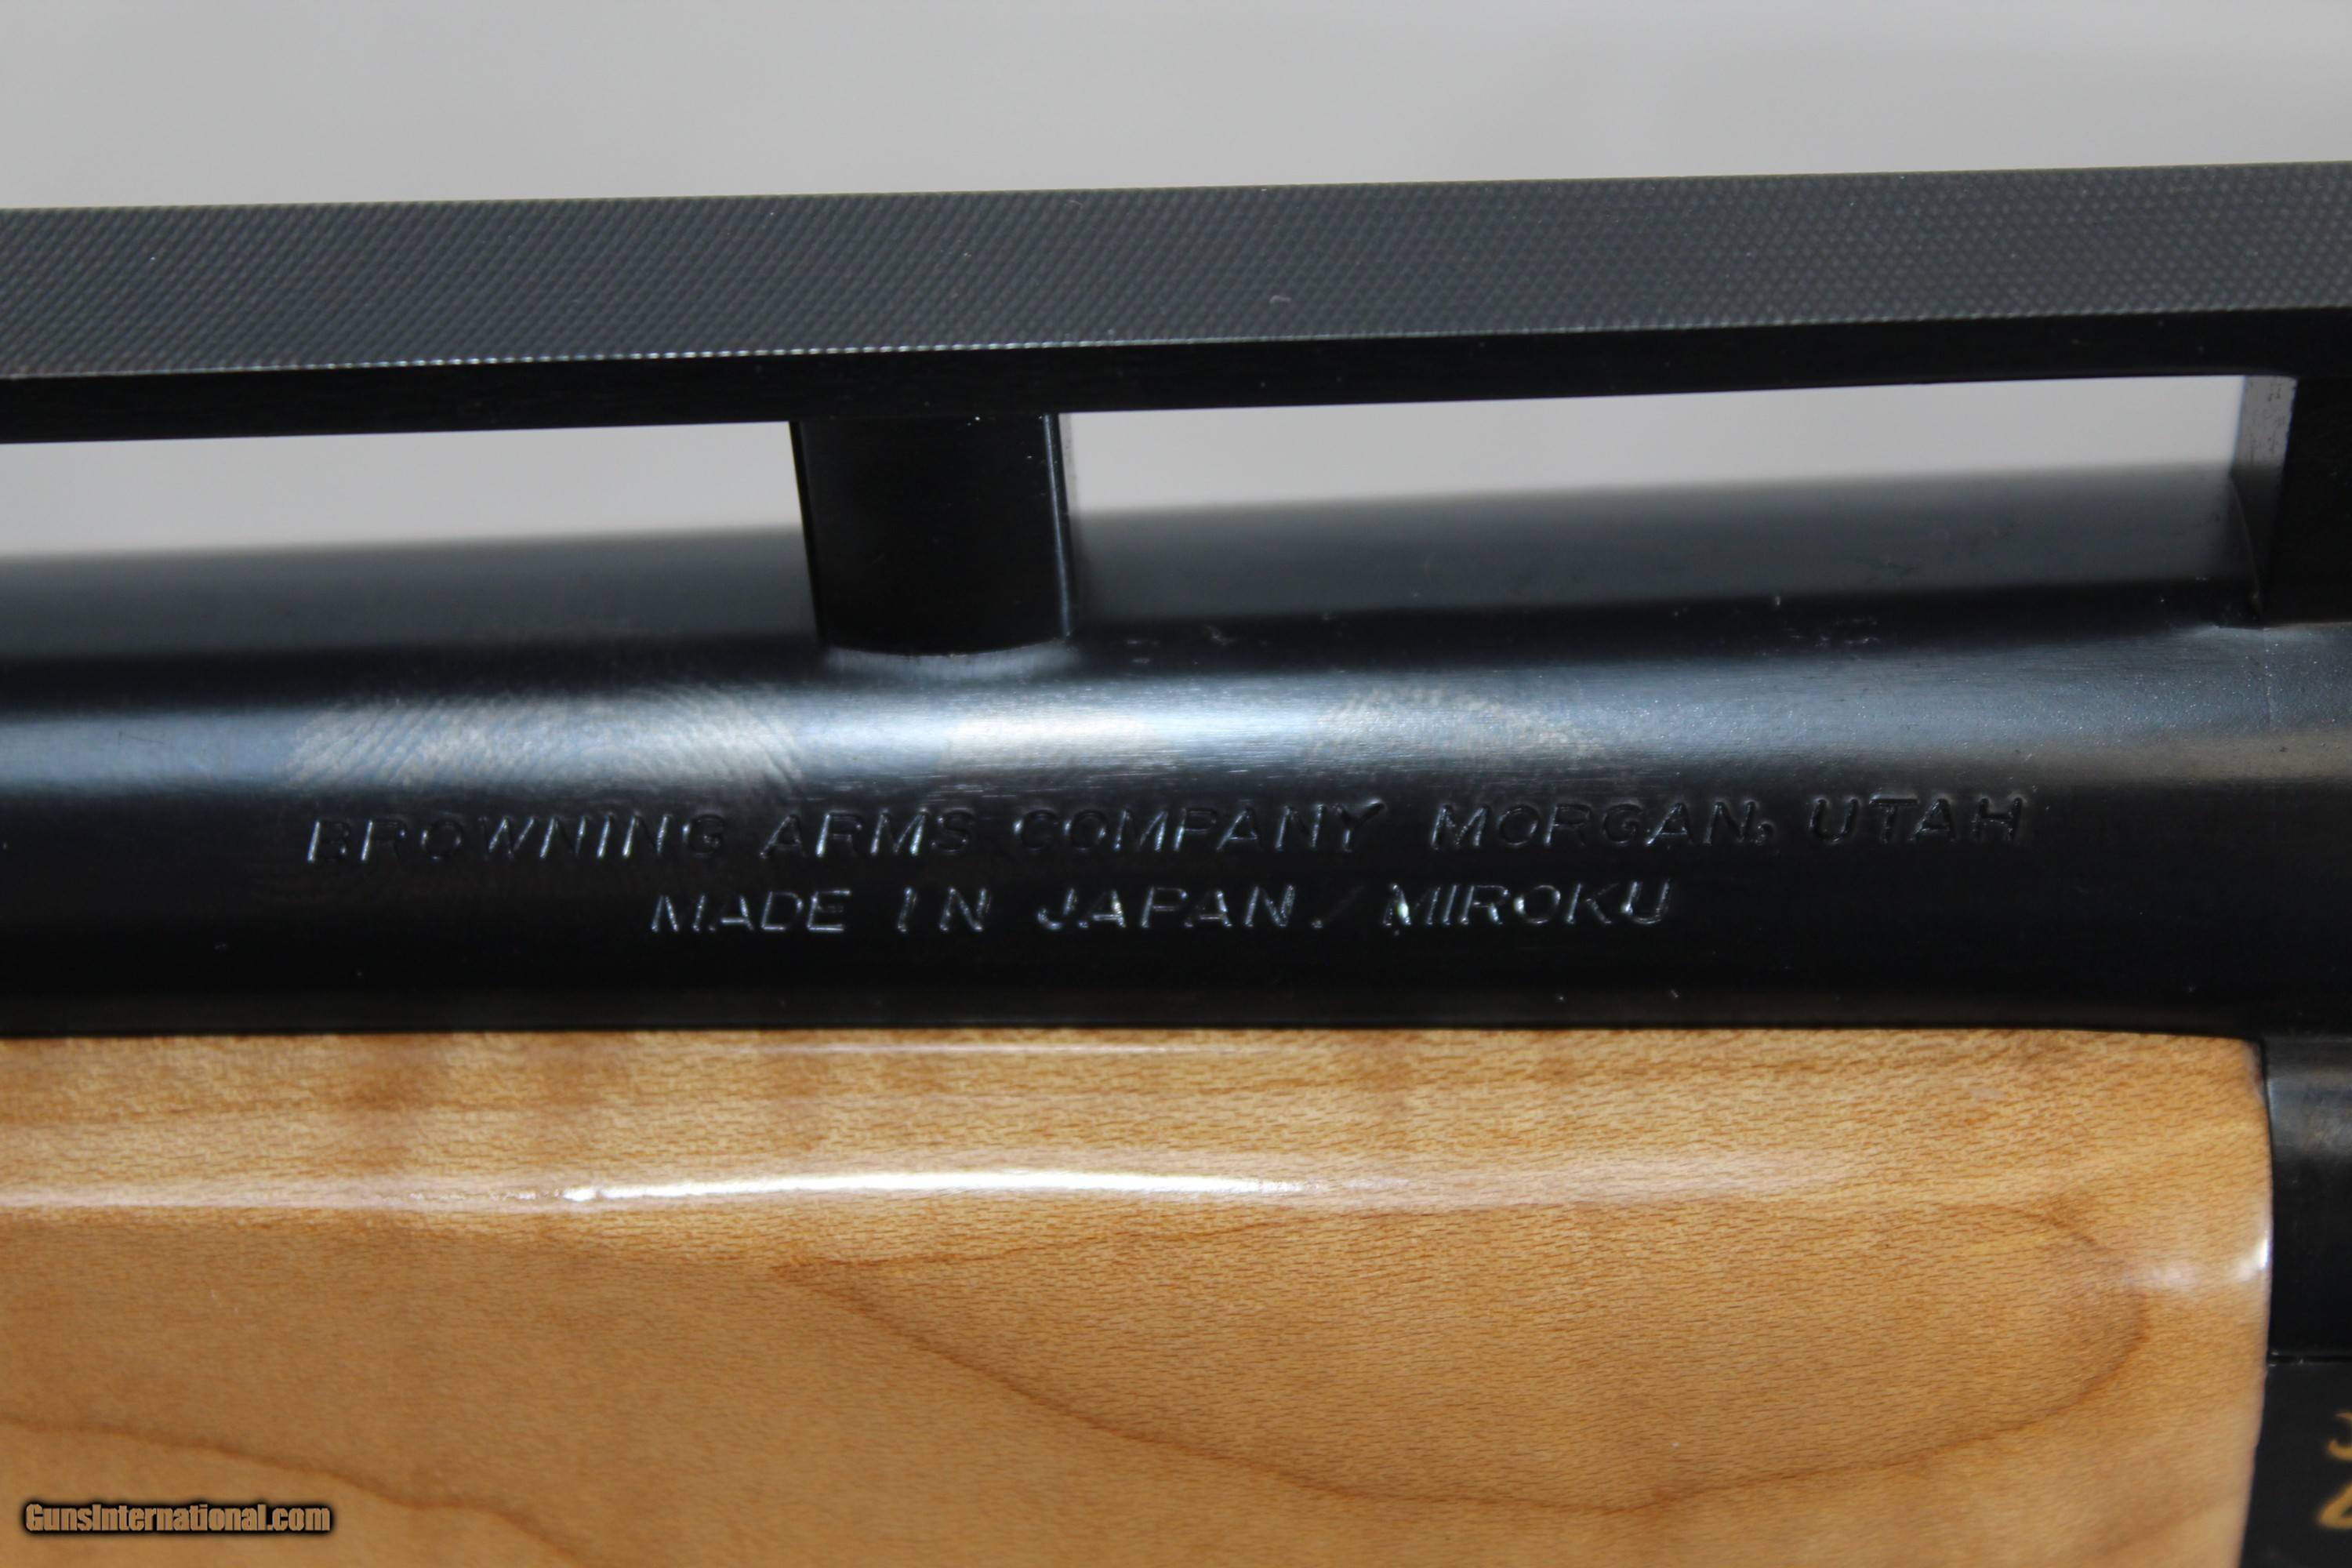 BROWNING ARMS COMPANY MORGAN, UTAH
MADE IN JAPAN / MIROKU
GunsInternational.com